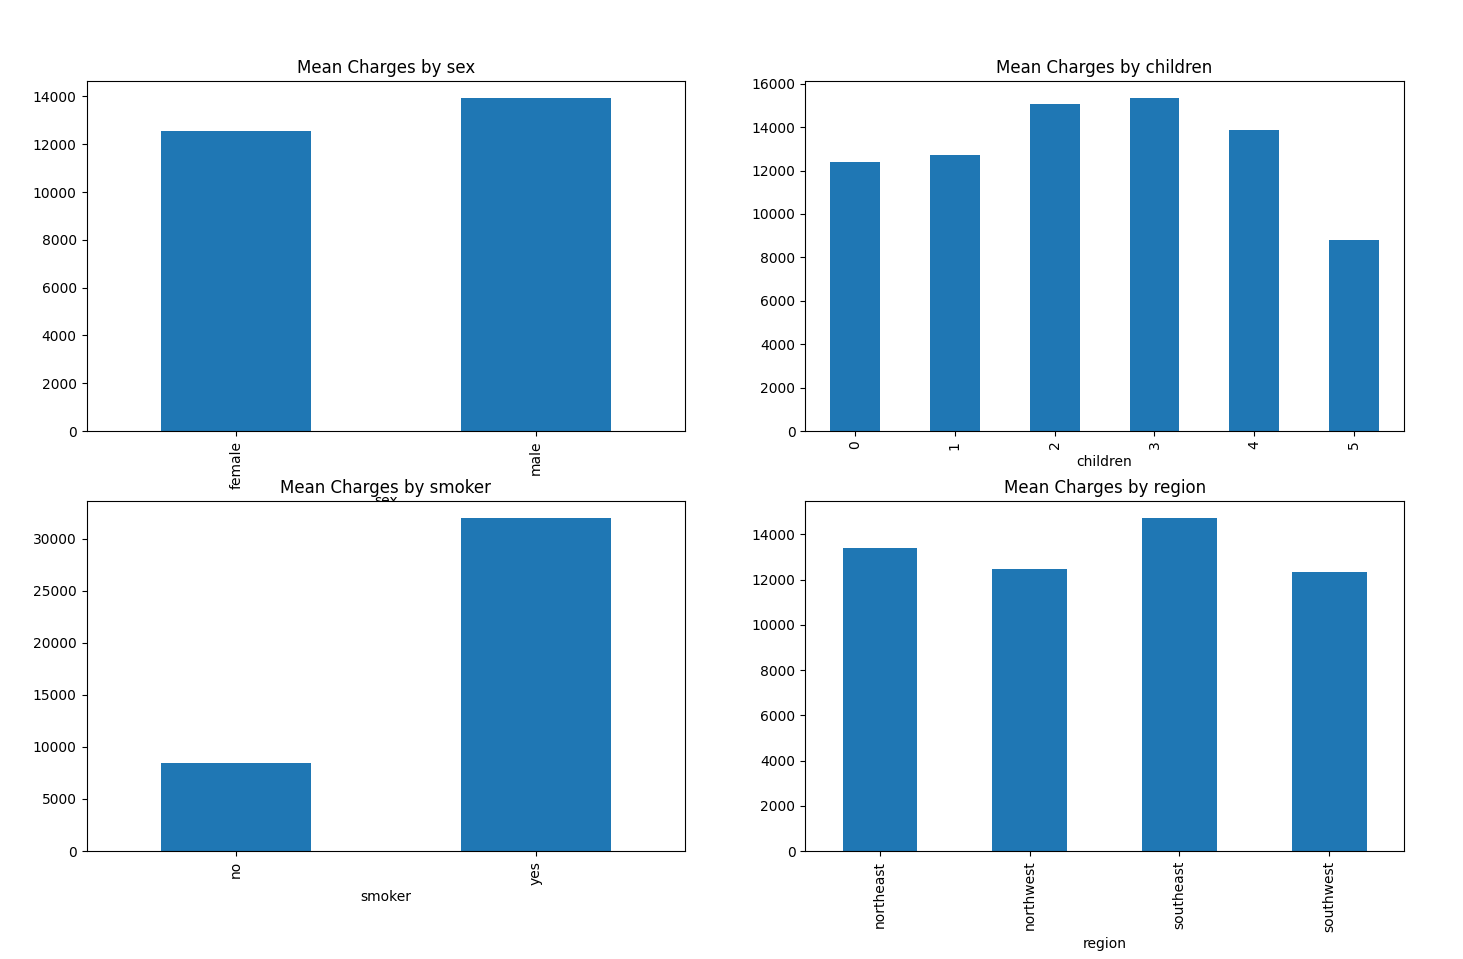 Mean Charges by sex
14000
12000
10000
8000
6000
4000
2000
0
female
male
sex
Mean Charges by children
16000
14000
12000
10000
8000
6000
4000
2000
0
0
1
2
3
4
5
children
Mean Charges by smoker
30000
25000
20000
15000
10000
5000
0
no
yes
smoker
Mean Charges by region
14000
12000
10000
8000
6000
4000
2000
0
northeast
northwest
southeast
southwest
region